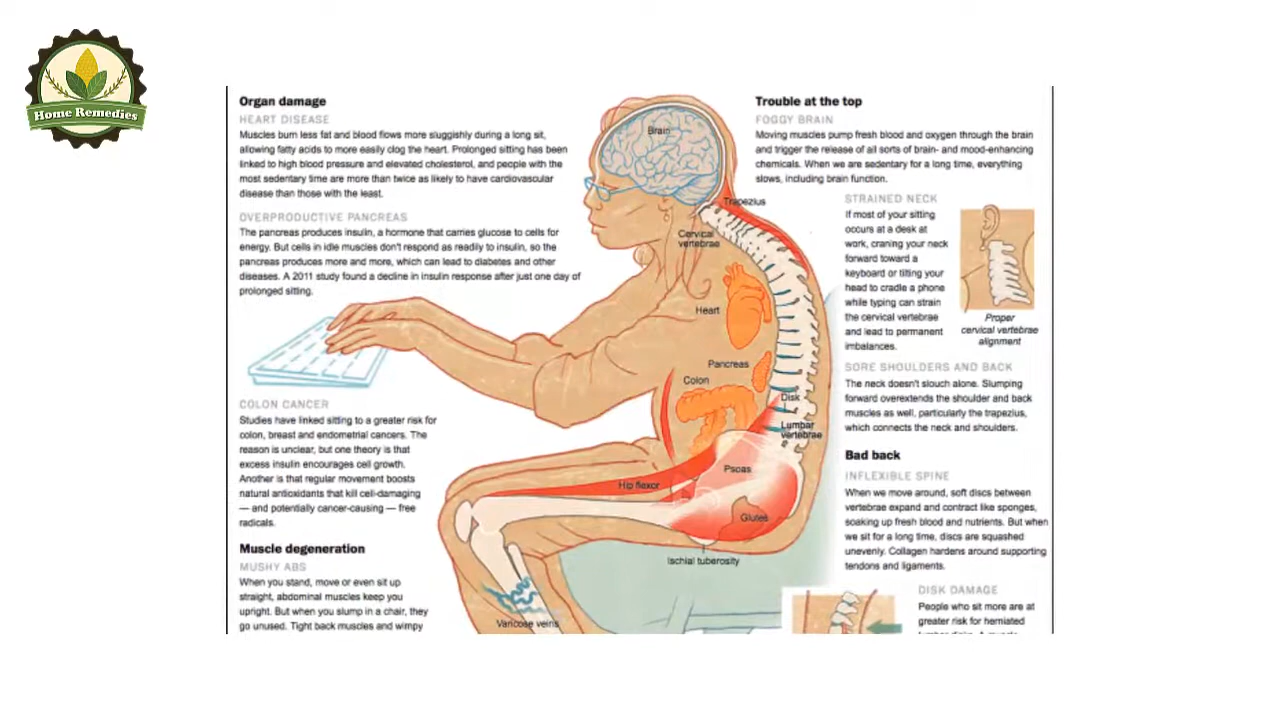 Home Remedies
Organ damage
HEART DISEASE
Muscles burn less fat and blood flows more sluggishly during a long sit,
allowing fatty acids to more easily clog the heart. Prolonged sitting has been
linked to high blood pressure and elevated cholesterol, and people with the
most sedentary time are more than twice as likely to have cardiovascular
disease than those with the least.
OVERPRODUCTIVE PANCREAS
The pancreas produces insulin, a hormone that carries glucose to cells for
energy. But cells in idle muscles don't respond as readily to insulin, so the
pancreas produces more and more, which can lead to diabetes and other
diseases. A 2011 study found a decline in insulin response after just one day of
prolonged sitting.
COLON CANCER
Studies have linked sitting to a greater risk for
colon, breast and endometrial cancers. The
reason is unclear, but one theory is that
excess insulin encourages cell growth.
Another is that regular movement boosts
natural antioxidants that kill cell-damaging
— and potentially cancer-causing — free
radicals.
Muscle degeneration
MUSHY ABS
When you stand, move or even sit up
straight, abdominal muscles keep you
upright. But when you slump in a chair, they
go unused. Tight back muscles and wimpy
Brain
Trapezius
Cervical
vertebrae
Heart
Pancreas
Colon
Disk
Lumbar
vertebrae
Psoas
Hip flexor
Glutes
Ischial tuberosity
Varicose veins
Trouble at the top
FOGGY BRAIN
Moving muscles pump fresh blood and oxygen through the brain
and trigger the release of all sorts of brain- and mood-enhancing
chemicals. When we are sedentary for a long time, everything
slows, including brain function.
STRAINED NECK
If most of your sitting
occurs at a desk at
work, craning your neck
forward toward a
keyboard or tilting your
head to cradle a phone
while typing can strain
the cervical vertebrae
and lead to permanent
imbalances.
Proper
cervical vertebrae
alignment
SORE SHOULDERS AND BACK
The neck doesn't slouch alone. Slumping
forward overextends the shoulder and back
muscles as well, particularly the trapezius,
which connects the neck and shoulders.
Bad back
INFLEXIBLE SPINE
When we move around, soft discs between
vertebrae expand and contract like sponges,
soaking up fresh blood and nutrients. But when
we sit for a long time, discs are squashed
unevenly. Collagen hardens around supporting
tendons and ligaments.
DISK DAMAGE
People who sit more are at
greater risk for herniated